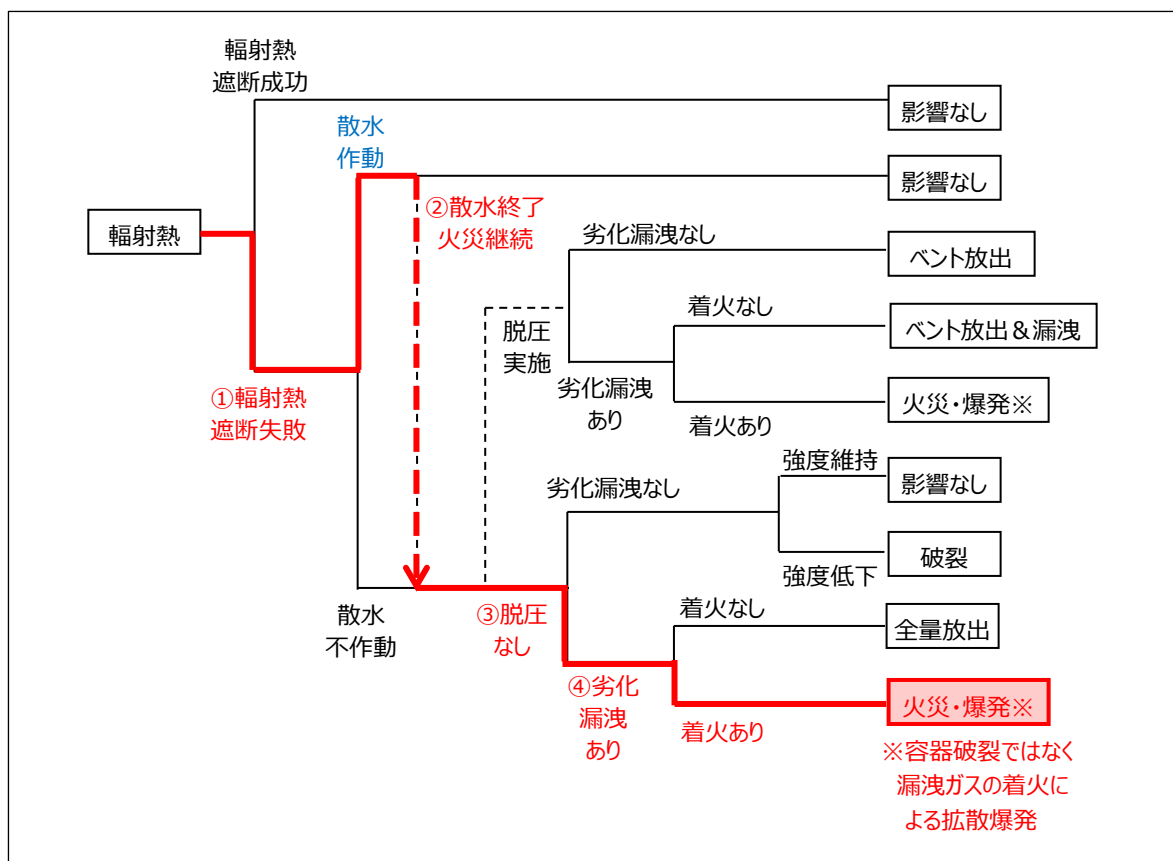 輻射熱
遮断成功
影響なし
散水
作動
影響なし
②散水終了
火災継続
輻射熱
劣化漏洩なし
ベント放出
着火なし
脱圧
実施
ベント放出＆漏洩
劣化漏洩
あり
①輻射熱
遮断失敗
着火あり
火災・爆発※
強度維持
劣化漏洩なし
影響なし
破裂
強度低下
散水
不作動
③脱圧
なし
着火なし
全量放出
④劣化
漏洩
あり
着火あり
火災・爆発※
※容器破裂ではなく
漏洩ガスの着火に
よる拡散爆発